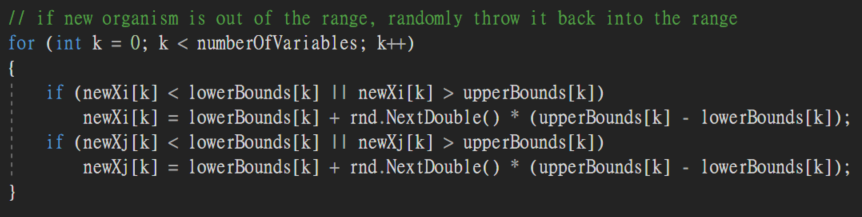 // if new organism is out of the range, randomly throw it back into the range
for (int k = 0; k < numberOfVariables; k++)
{
    if (newXi[k] < lowerBounds[k] || newXi[k] > upperBounds[k])
        newXi[k] = lowerBounds[k] + rnd.NextDouble() * (upperBounds[k] - lowerBounds[k]);
    if (newXj[k] < lowerBounds[k] || newXj[k] > upperBounds[k])
        newXj[k] = lowerBounds[k] + rnd.NextDouble() * (upperBounds[k] - lowerBounds[k]);
}